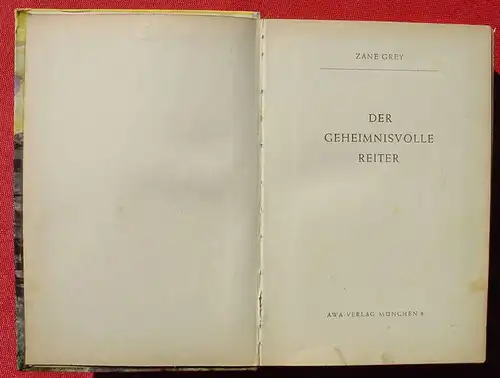 ZANE GREY
DER
GEHEIMNISVOLLE
REITER
AWA-VERLAG MÜNCHEN 8